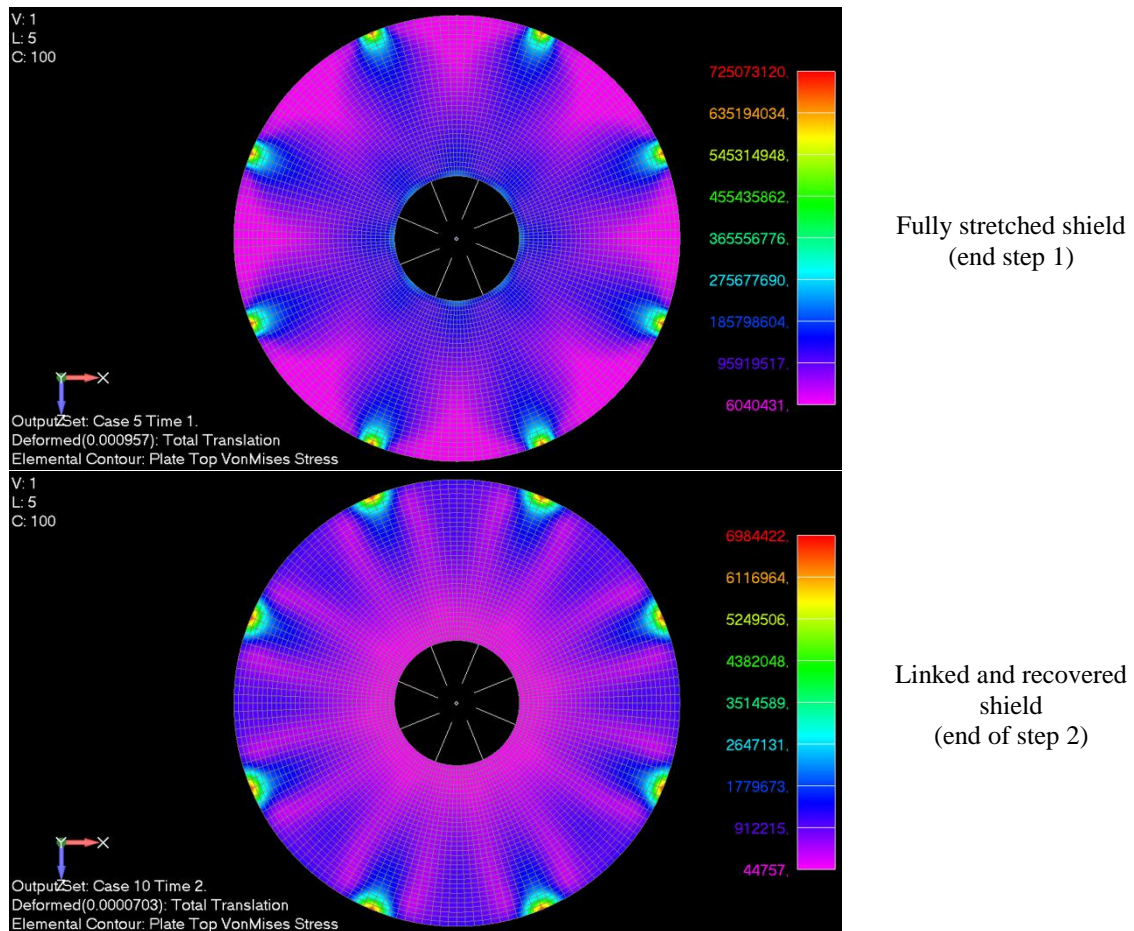 V: 1
L: 5
C: 100
725073120,
635194034,
545314948,
455435862,
365556776,
275677690,
185798604,
95919517,
6040431,
Y
X
Z
Output Set: Case 5 Time 1.
Deformed(0.000957): Total Translation
Elemental Contour: Plate Top VonMises Stress
Fully stretched shield
(end step 1)
V: 1
L: 5
C: 100
6984422,
6116964,
5249506,
4382048,
3514589,
2647131,
1779673,
912215,
44757,
Y
X
Z
Output Set: Case 10 Time 2.
Deformed(0.0000703): Total Translation
Elemental Contour: Plate Top VonMises Stress
Linked and recovered
shield
(end of step 2)